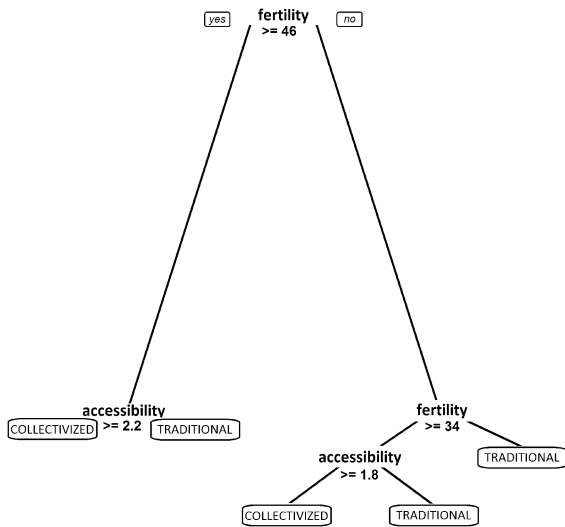 yes
fertility
>= 46
no
accessibility
>= 2.2
COLLECTIVIZED
TRADITIONAL
fertility
>= 34
accessibility
>= 1.8
TRADITIONAL
COLLECTIVIZED
TRADITIONAL